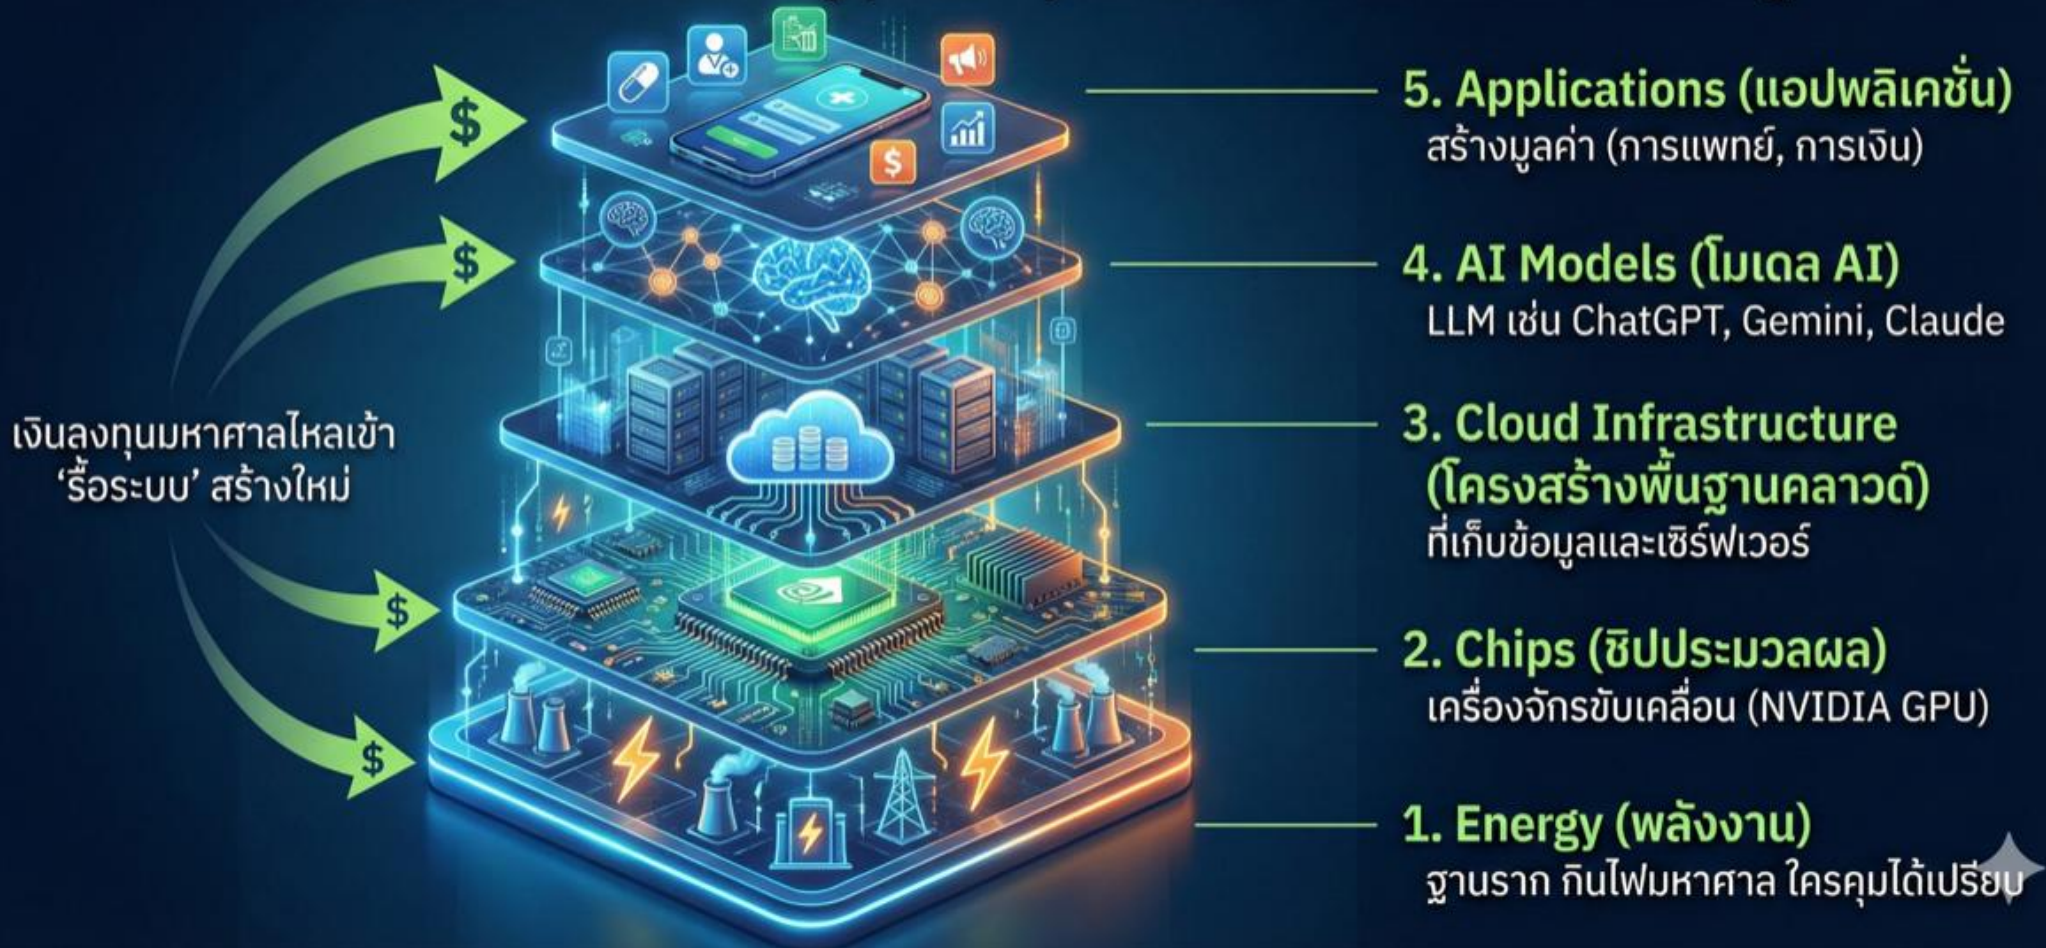 5. Applications (แอปพลิเคชั่น)
สร้างมูลค่า (การแพทย์, การเงิน)
4. AI Models (โมเดล AI)
LLM เช่น ChatGPT, Gemini, Claude
เงินลงทุนมหาศาลไหลเข้า
‘รื้อระบบ’ สร้างใหม่
3. Cloud Infrastructure
(โครงสร้างพื้นฐานคลาวด์)
ที่เก็บข้อมูลและเซิร์ฟเวอร์
2. Chips (ชิปประมวลผล)
เครื่องจักรขับเคลื่อน (NVIDIA GPU)
1. Energy (พลังงาน)
ฐานราก กินไฟมหาศาล ใครคุมได้เปรียบ
$
$
$
$
$